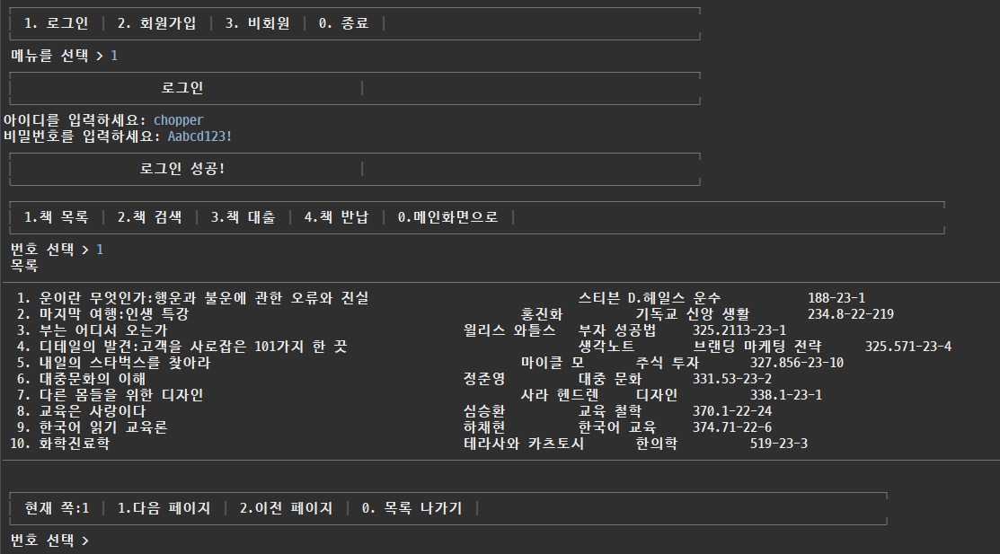 1. 로그인 | 2. 회원가입 | 3. 비회원 | 0. 종료 |
메뉴를 선택 > 1
로그인 |
아이디를 입력하세요: chopper
비밀번호를 입력하세요: Aabcd123!
로그인 성공! |
1.책 목록 | 2.책 검색 | 3.책 대출 | 4.책 반납 | 0.메인화면으로 |
번호 선택 > 1
목록
1. 운이란 무엇인가:행운과 불운에 관한 오류와 진실 스티븐 D.헤일스 운수 188-23-1
2. 마지막 여행:인생 특강 홍진화 기독교 신앙 생활 234.8-22-219
3. 부는 어디서 오는가 월리스 와틀스 부자 성공법 325.2113-23-1
4. 디테일의 발견:고객을 사로잡은 101가지 한 끗 생각노트 브랜딩 마케팅 전략 325.571-23-4
5. 내일의 스타벅스를 찾아라 마이클 모 주식 투자 327.856-23-10
6. 대중문화의 이해 정준영 대중 문화 331.53-23-2
7. 다른 몸들을 위한 디자인 사라 헨드렌 디자인 338.1-23-1
8. 교육은 사랑이다 심승환 교육 철학 370.1-22-24
9. 한국어 읽기 교육론 하채현 한국어 교육 374.71-22-6
10. 화학진료학 테라사와 카츠토시 한의학 519-23-3
현재 쪽:1 | 1.다음 페이지 | 2.이전 페이지 | 0. 목록 나가기 |
번호 선택 >